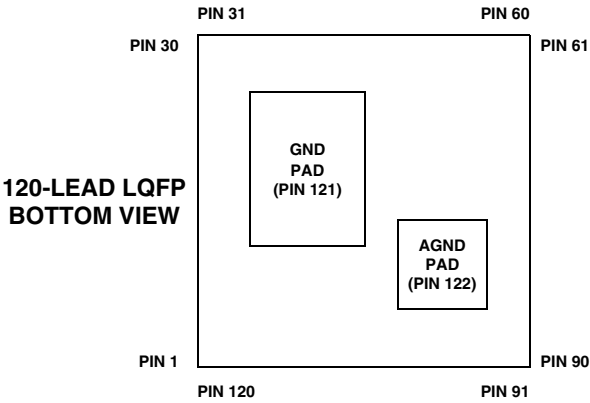 PIN 31
PIN 60
PIN 30
PIN 61
GND
PAD
(PIN 121)
120-LEAD LQFP
BOTTOM VIEW
AGND
PAD
(PIN 122)
PIN 1
PIN 90
PIN 120
PIN 91